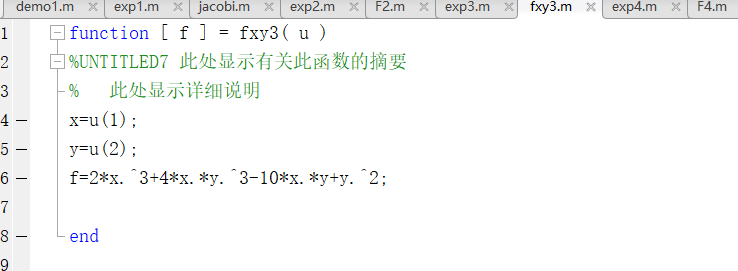 demo1.m exp1.m jacobi.m exp2.m F2.m exp3.m fxy3.m exp4.m F4.m
1 function [ f ] = fxy3( u )
2 %UNTITLED7 此处显示有关此函数的摘要
3 %   此处显示详细说明
4 x=u(1);
5 y=u(2);
6 f=2*x.^3+4*x.*y.^3-10*x.*y+y.^2;
7
8 end
9